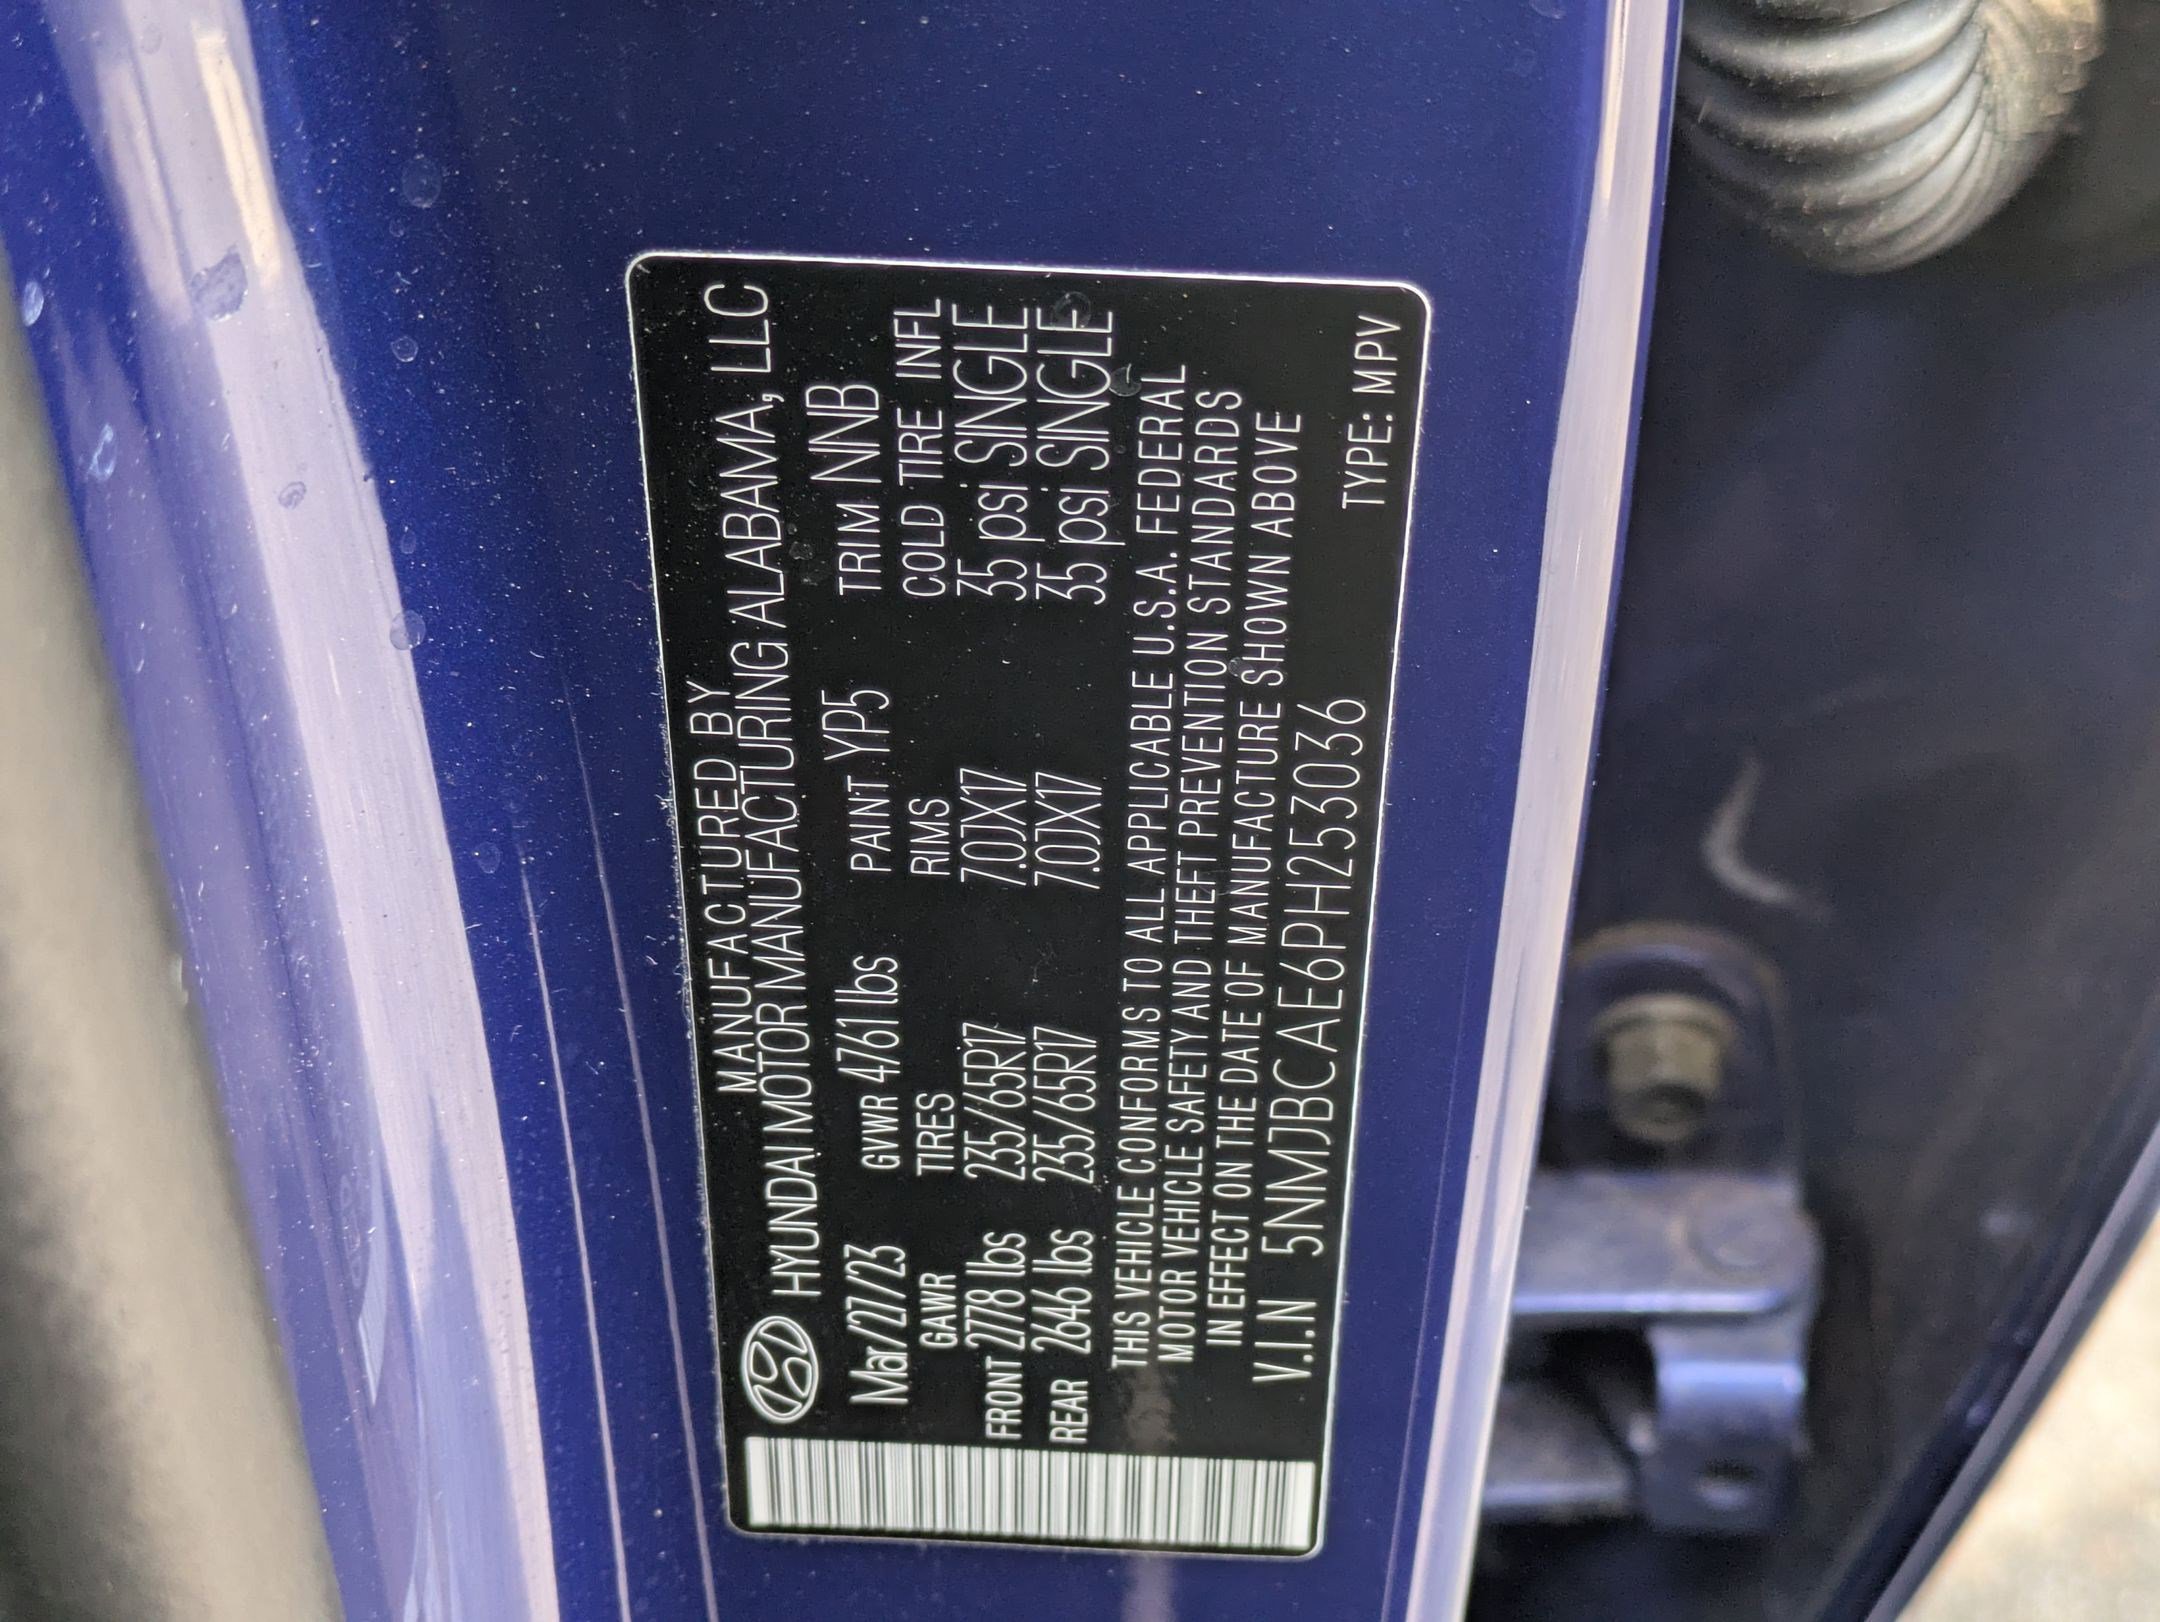 MANUFACTURED BY
HYUNDAI MOTOR MANUFACTURING ALABAMA, LLC
Mar/27/23 GVWR 4761 lbs PAINT YP5 TRIM NNB
GAWR TIRES RIMS COLD TIRE INFL
FRONT 2778 lbs 235/65R17 7.0JX17 35 psi SINGLE
REAR 2646 lbs 235/65R17 7.0JX17 35 psi SINGLE
THIS VEHICLE CONFORMS TO ALL APPLICABLE U.S.A. FEDERAL
MOTOR VEHICLE SAFETY AND THEFT PREVENTION STANDARDS
IN EFFECT ON THE DATE OF MANUFACTURE SHOWN ABOVE
V.I.N 5NMJBCAE6PH253036
TYPE: MPV